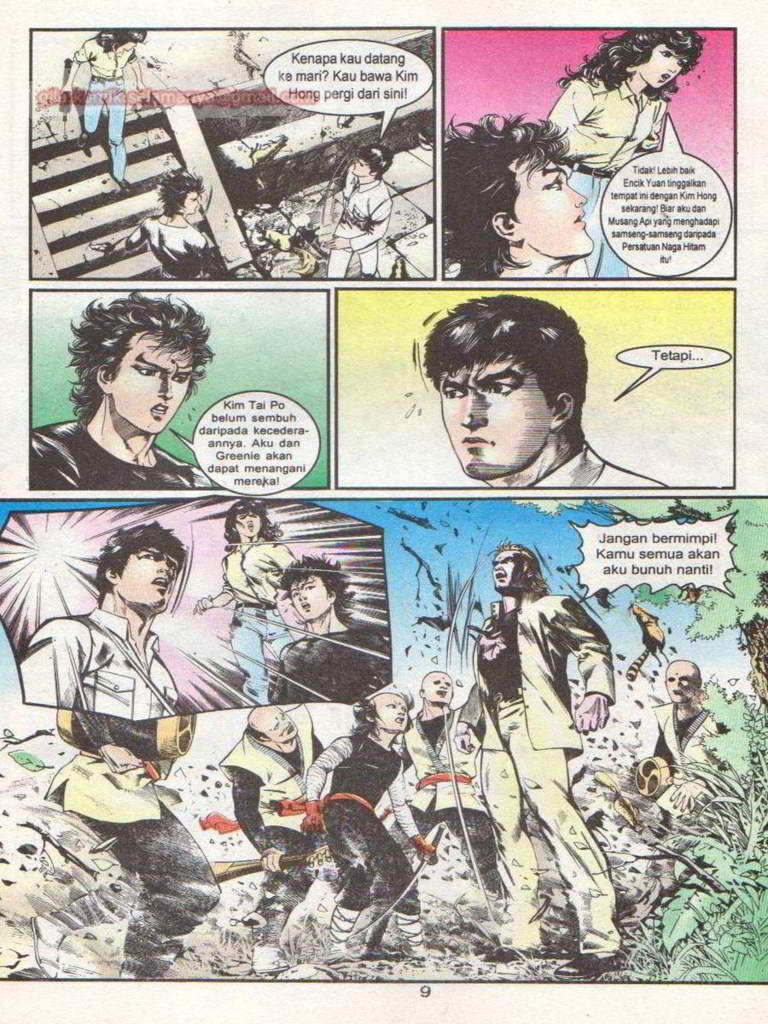 Kenapa kau datang
ke mari? Kau bawa Kim
Hong pergi dari sini!
Tidak! Lebih baik
Encik Yuan tinggalkan
tempat ini dengan Kim Hong
sekarang! Biar aku dan
Musang Api yang menghadapi
samseng-samseng daripada
Persatuan Naga Hitam
itu!
Kim Tai Po
belum sembuh
daripada kecedera-
annya. Aku dan
Greenie akan
dapat menangani
mereka!
Tetapi...
Jangan bermimpi!
Kamu semua akan
aku bunuh nanti!
9